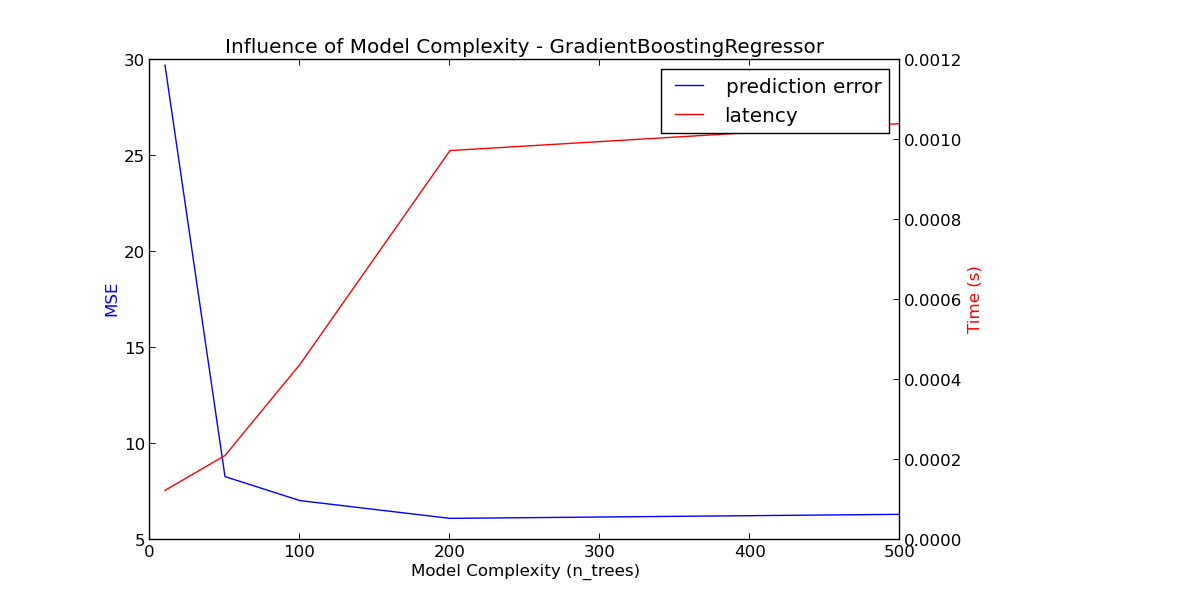 Influence of Model Complexity - GradientBoostingRegressor
30
25
20
15
10
5
MSE
prediction error
latency
0.0012
0.0010
0.0008
0.0006
0.0004
0.0002
0.0000
Time (s)
0 100 200 300 400 500
Model Complexity (n_trees)